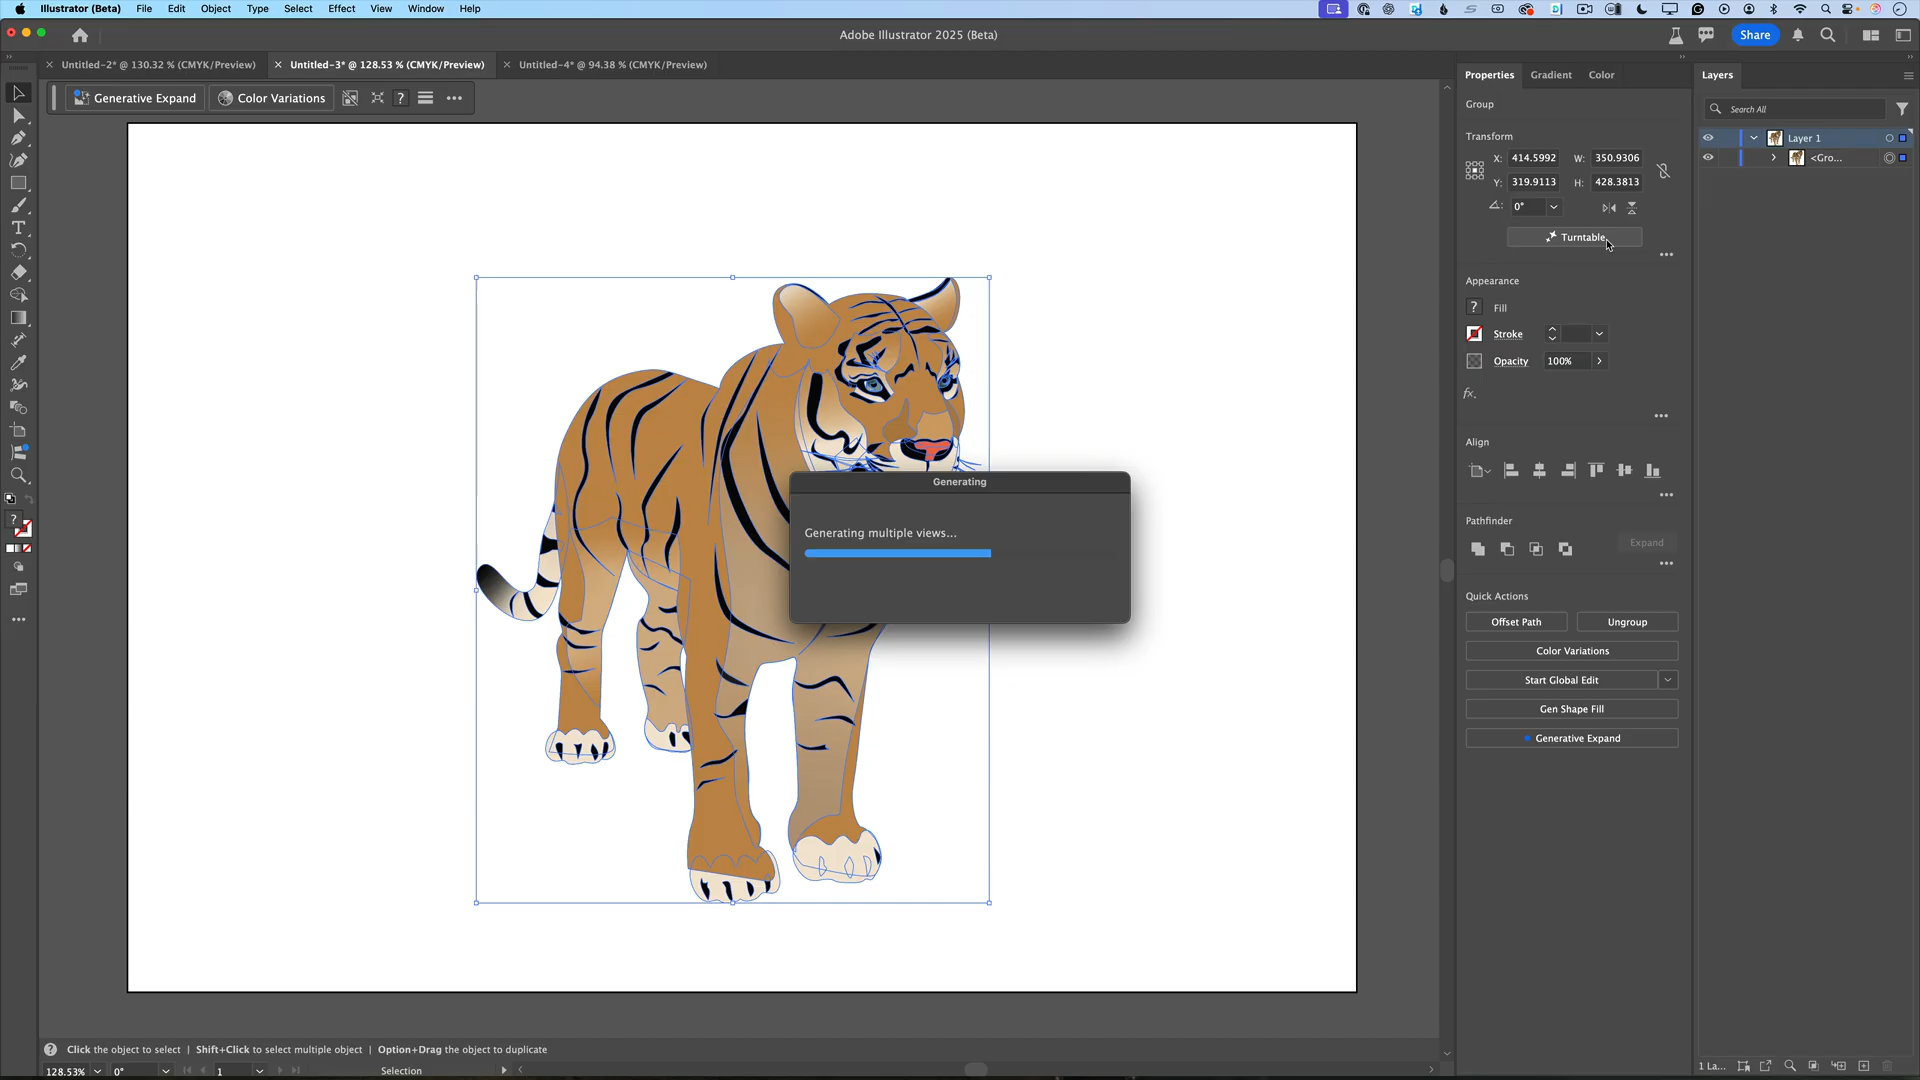 Illustrator (Beta) File Edit Object Type Select Effect View Window Help
Adobe Illustrator 2025 (Beta)
Share
Untitled-2* @ 130.32 % (CMYK/Preview)
Untitled-3* @ 128.53 % (CMYK/Preview)
Untitled-4* @ 94.38 % (CMYK/Preview)
Generative Expand
Color Variations
Generating
Generating multiple views...
Properties Gradient Color
Group
Transform
X: 414.5992 W: 350.9306
Y: 319.9113 H: 428.3813
0°
Turntable
Appearance
? Fill
Stroke
Opacity 100%
fx.
Align
Pathfinder
Expand
Quick Actions
Offset Path Ungroup
Color Variations
Start Global Edit
Gen Shape Fill
Generative Expand
Layers
Search All
Layer 1
<Gro...
Click the object to select | Shift+Click to select multiple object | Option+Drag the object to duplicate
128.53% 0° 1 Selection
1 La...